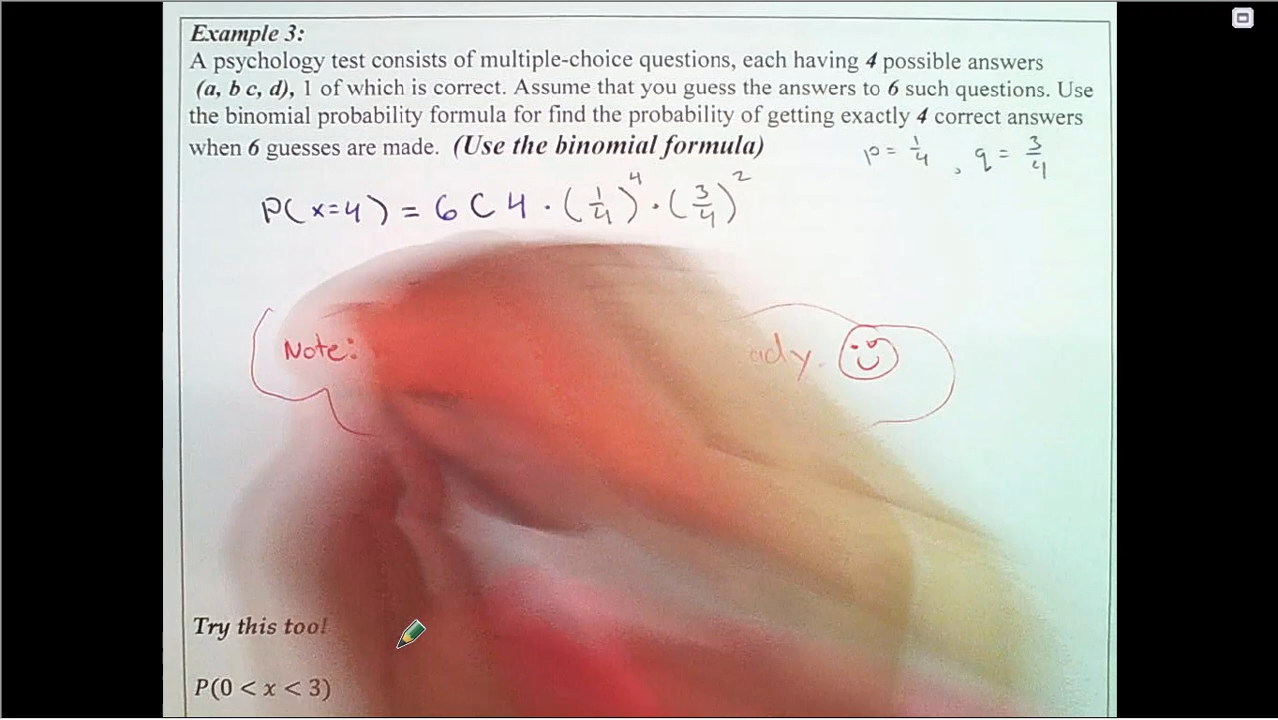 Example 3:
A psychology test consists of multiple-choice questions, each having 4 possible answers
(a, b c, d), 1 of which is correct. Assume that you guess the answers to 6 such questions. Use
the binomial probability formula for find the probability of getting exactly 4 correct answers
when 6 guesses are made. (Use the binomial formula)
p = 1/4, q = 3/4
P(x=4) = 6 C 4 · (1/4)^4 · (3/4)^2
Note:
Try this too!
P(0 < x < 3)